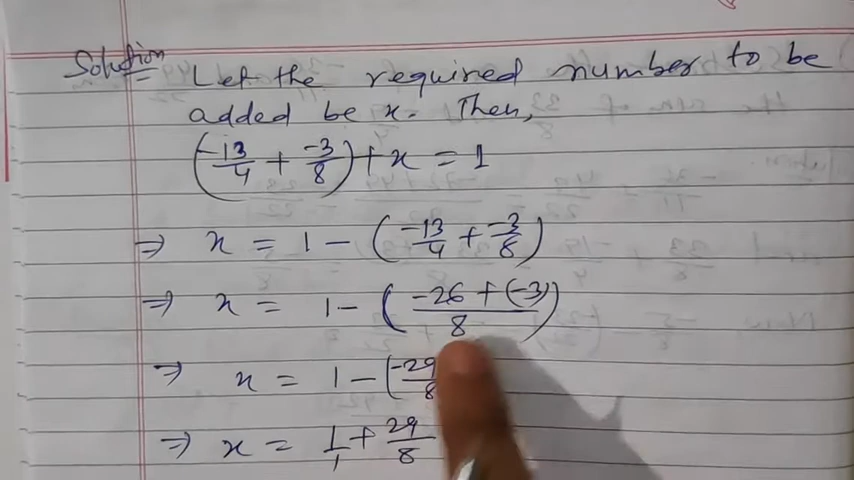 Solution
Let the required number to be
added be x. Then,
(-13/4 + -3/8) + x = 1
⇒ x = 1 - (-13/4 + -3/8)
⇒ x = 1 - (-26 + (-3)/8)
⇒ x = 1 - (-29/8
⇒ x = 1/1 + 29/8